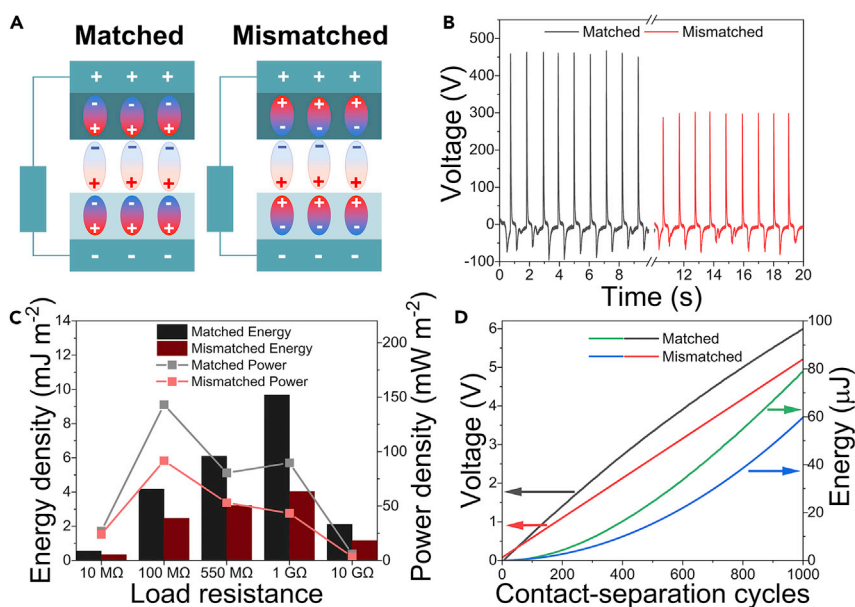 A
Matched
Mismatched
+ + +
- - -
+ + +
- - -
+ + +
- - -
+ + +
- - -
+ + +
+ + +
- - -
- - -
+ + +
+ + +
- - -
- - -
B
Matched
Mismatched
Voltage (V)
500
400
300
200
100
0
-100
0 2 4 6 8 12 14 16 18 20
Time (s)
C
Matched Energy
Mismatched Energy
Matched Power
Mismatched Power
Energy density (mJ m-2)
14
12
10
8
6
4
2
0
Power density (mW m-2)
200
150
100
50
0
10 MΩ 100 MΩ 550 MΩ 1 GΩ 10 GΩ
Load resistance
D
Matched
Mismatched
Voltage (V)
6
5
4
3
2
1
0
Energy (μJ)
100
80
60
40
20
0
0 200 400 600 800 1000
Contact-separation cycles